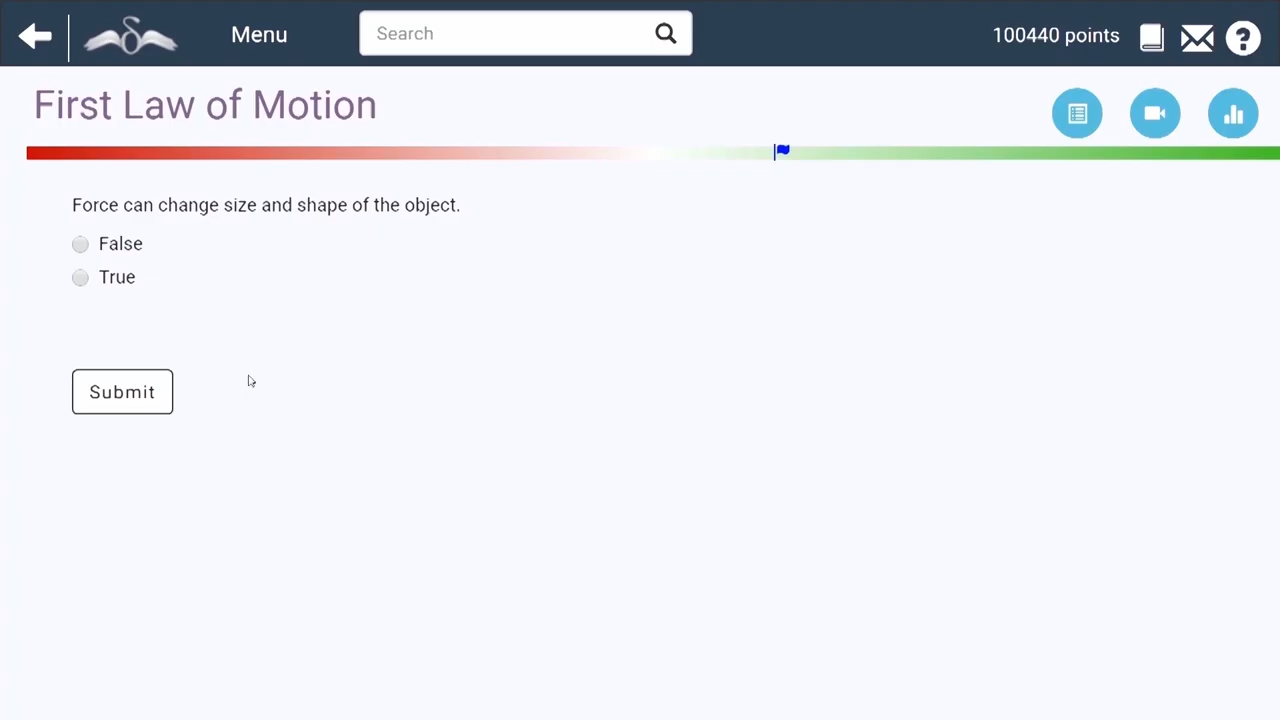 Menu
Search
100440 points
First Law of Motion
Force can change size and shape of the object.
False
True
Submit